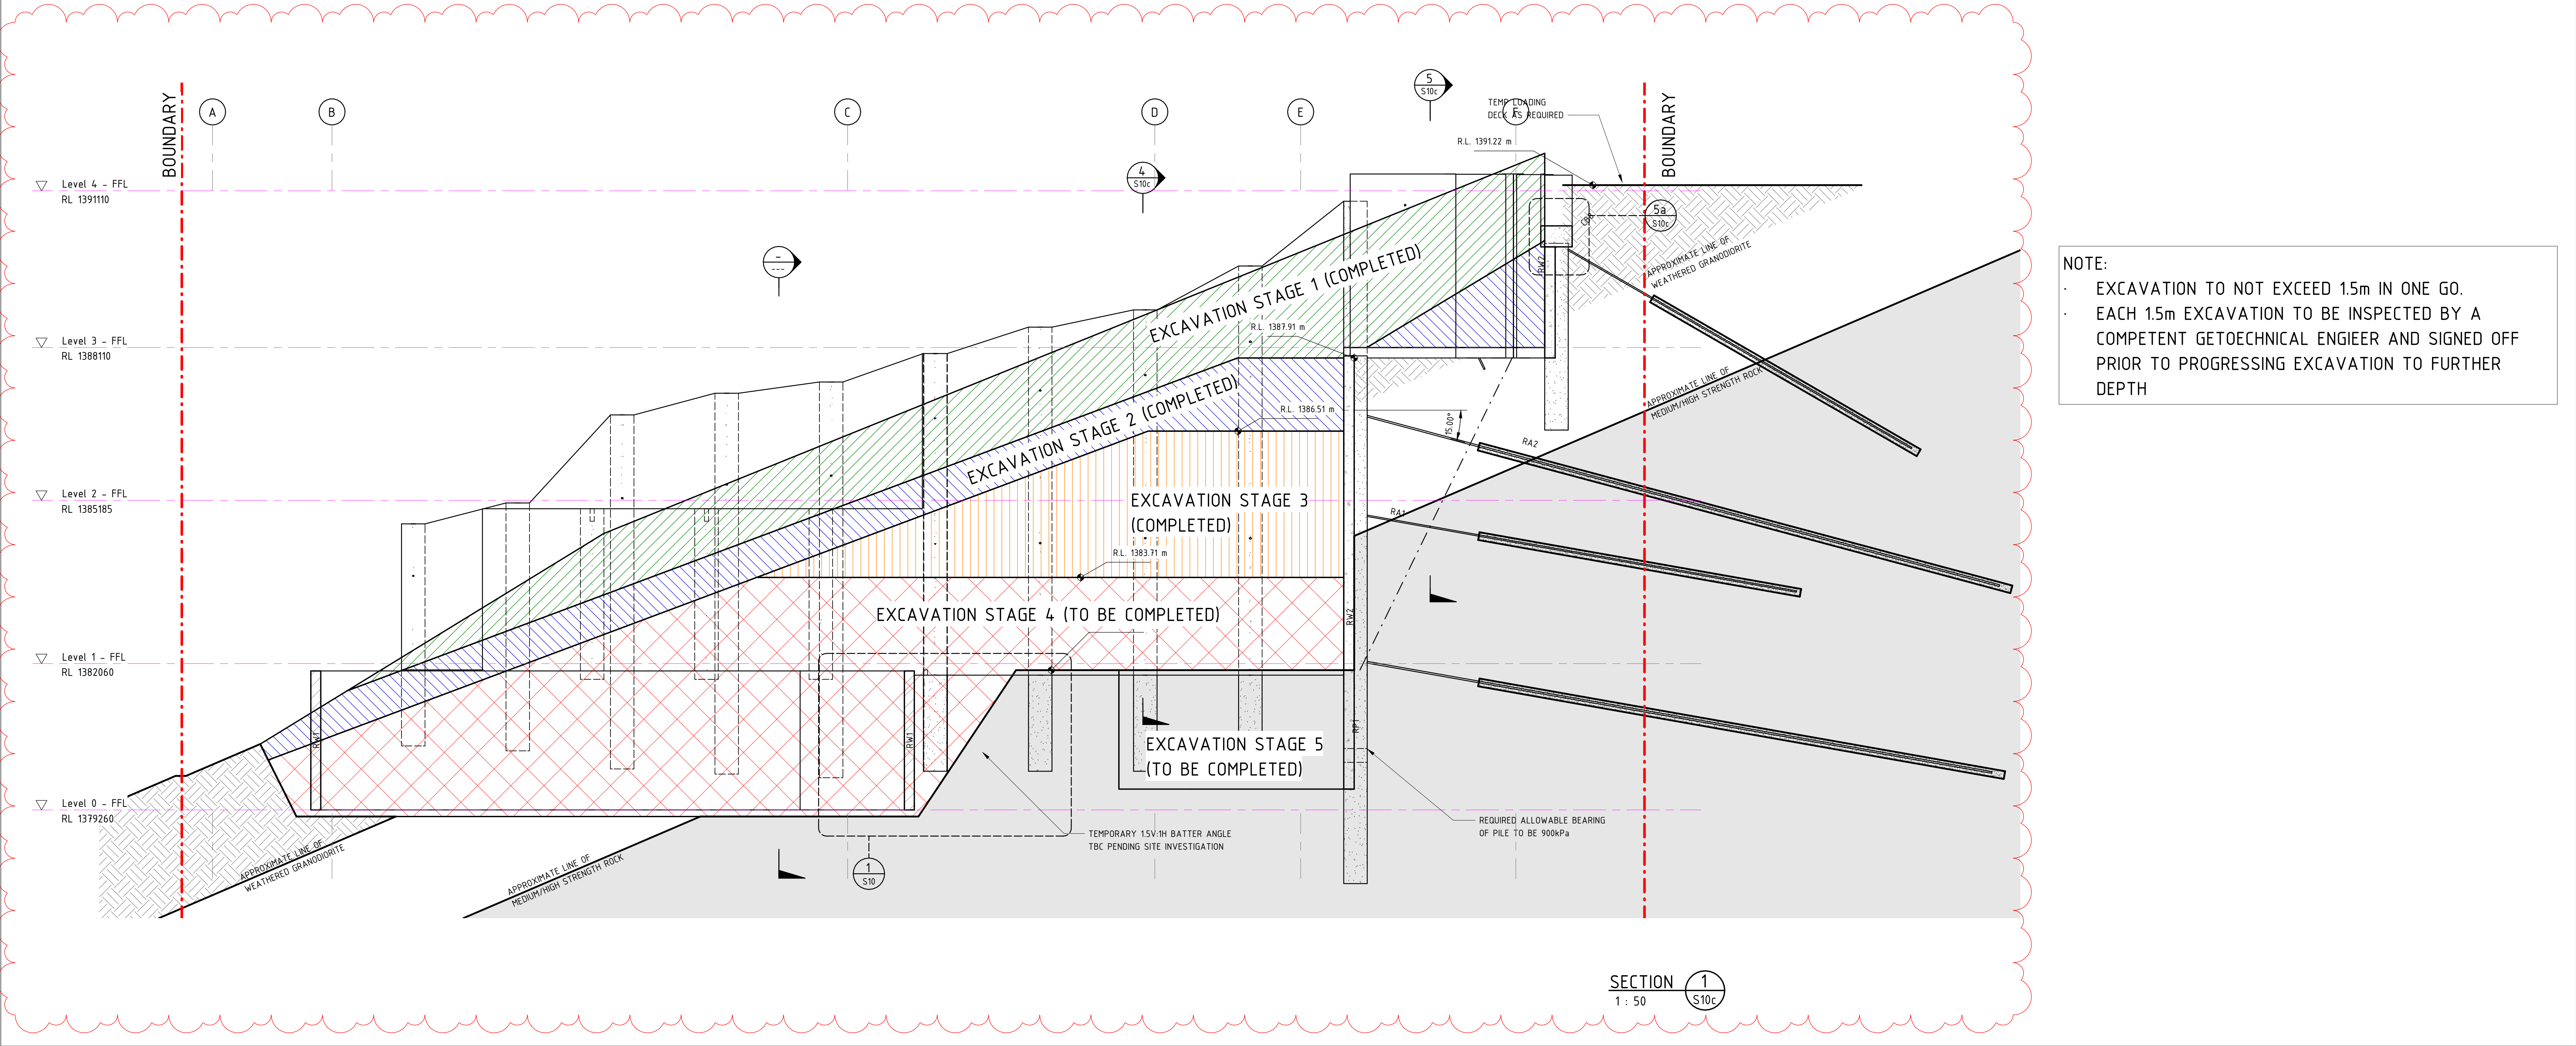 BOUNDARY
A
B
C
D
E
F
5
S10c
TEMP LOADING
DECK AS REQUIRED
BOUNDARY
R.L. 1391.22 m
4
S10c
Level 4 - FFL
RL 1391110
5a
S10c
-
---
EXCAVATION STAGE 1 (COMPLETED)
RW2
APPROXIMATE LINE OF
WEATHERED GRANODIORITE
NOTE:
· EXCAVATION TO NOT EXCEED 1.5m IN ONE GO.
· EACH 1.5m EXCAVATION TO BE INSPECTED BY A
COMPETENT GETOECHNICAL ENGIEER AND SIGNED OFF
PRIOR TO PROGRESSING EXCAVATION TO FURTHER
DEPTH
R.L. 1387.91 m
Level 3 - FFL
RL 1388110
EXCAVATION STAGE 2 (COMPLETED)
R.L. 1386.51 m
15.00°
APPROXIMATE LINE OF
MEDIUM/HIGH STRENGTH ROCK
RA2
Level 2 - FFL
RL 1385185
EXCAVATION STAGE 3
(COMPLETED)
RA1
R.L. 1383.71 m
EXCAVATION STAGE 4 (TO BE COMPLETED)
RW2
Level 1 - FFL
RL 1382060
RW1
RW1
RP1
EXCAVATION STAGE 5
(TO BE COMPLETED)
Level 0 - FFL
RL 1379260
TEMPORARY 1.5V:1H BATTER ANGLE
TBC PENDING SITE INVESTIGATION
REQUIRED ALLOWABLE BEARING
OF PILE TO BE 900kPa
APPROXIMATE LINE OF
WEATHERED GRANODIORITE
APPROXIMATE LINE OF
MEDIUM/HIGH STRENGTH ROCK
1
S10
SECTION
1 : 50
1
S10c